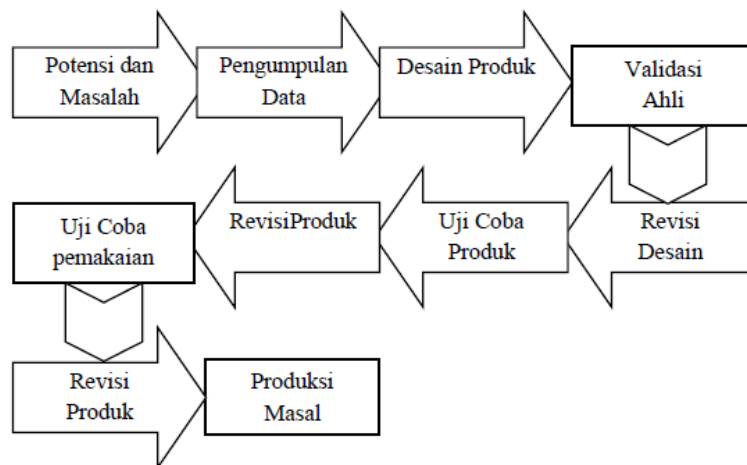 Potensi dan
Masalah
Pengumpulan
Data
Desain Produk
Validasi
Ahli
Revisi
Desain
Uji Coba
Produk
RevisiProduk
Uji Coba
pemakaian
Revisi
Produk
Produksi
Masal